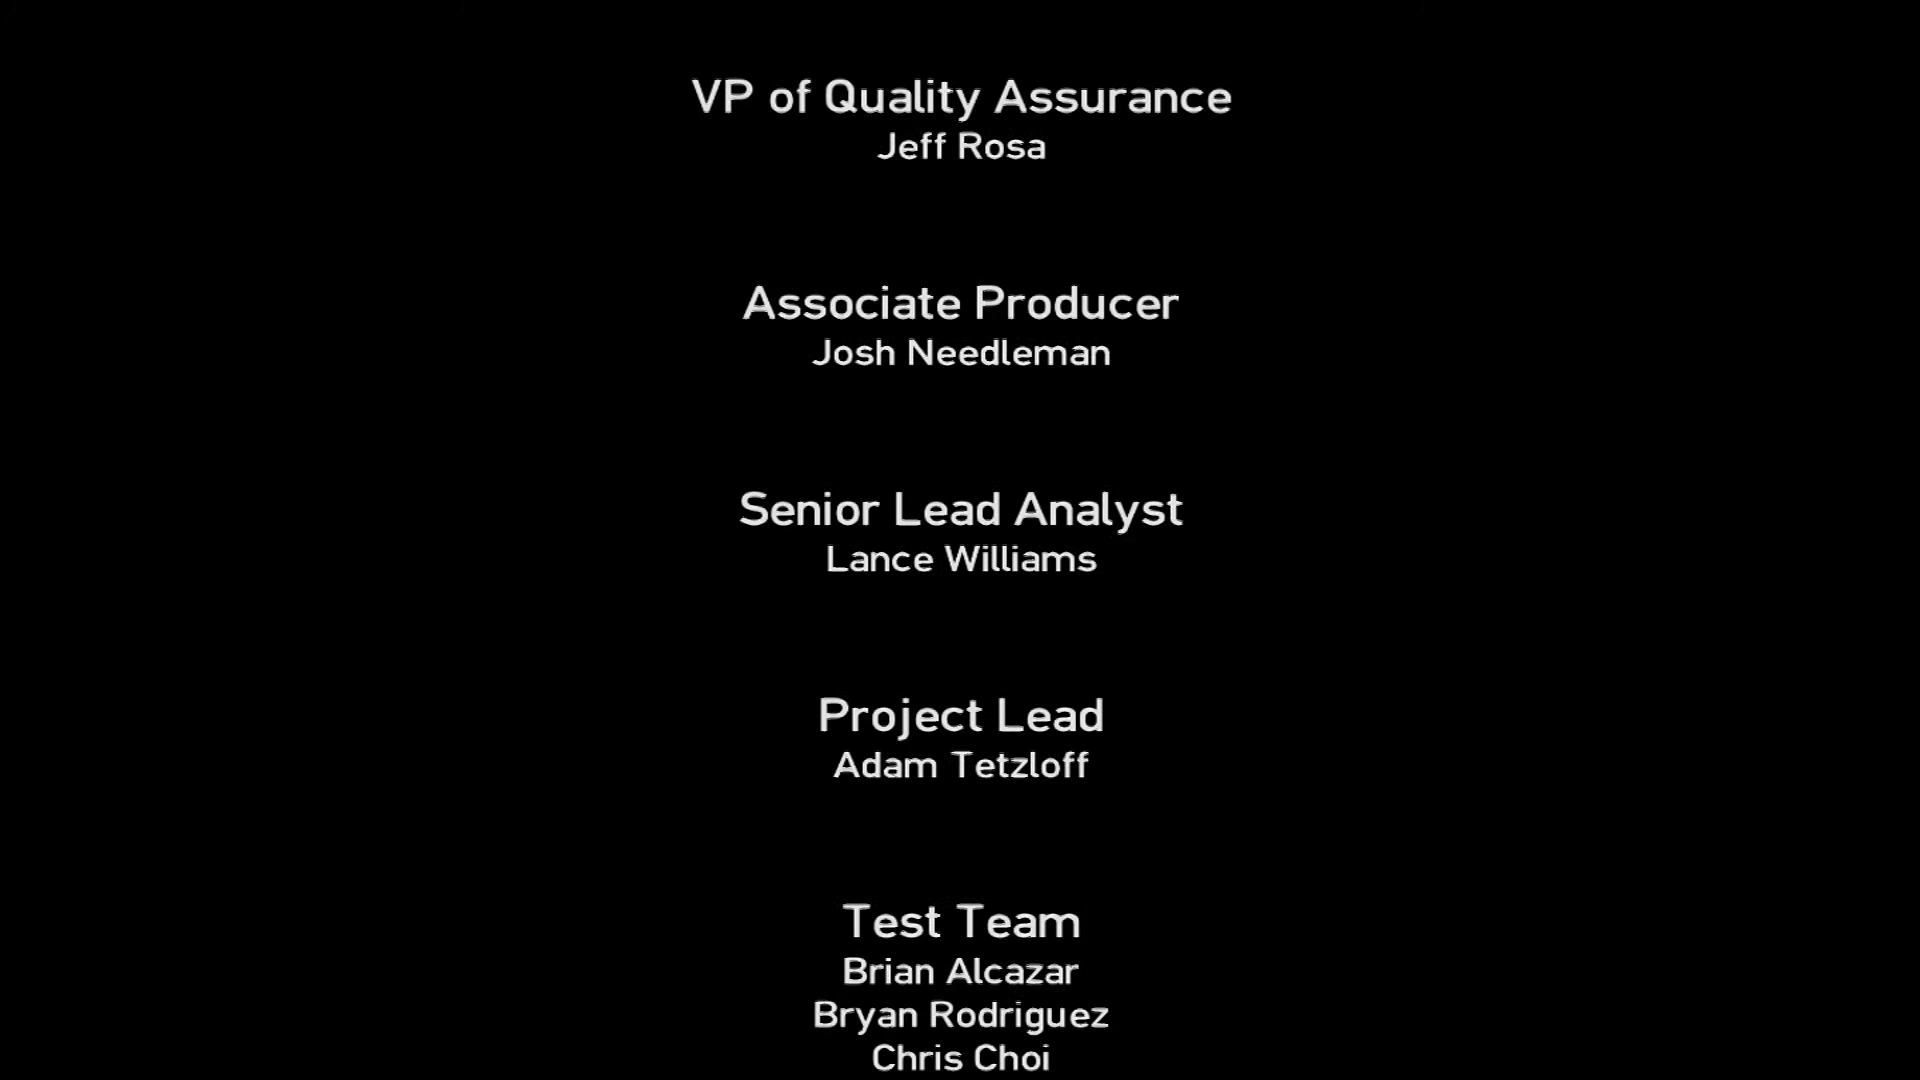 VP of Quality Assurance
Jeff Rosa
Associate Producer
Josh Needleman
Senior Lead Analyst
Lance Williams
Project Lead
Adam Tetzloff
Test Team
Brian Alcazar
Bryan Rodriguez
Chris Choi